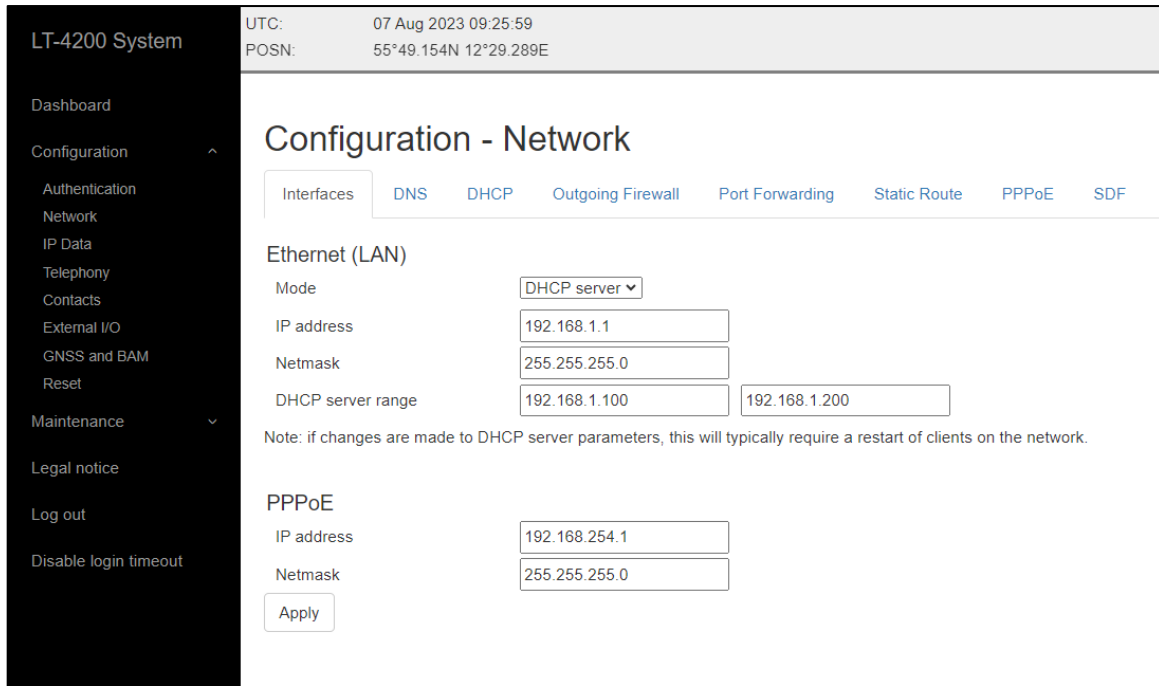 LT-4200 System
Dashboard
Configuration
Authentication
Network
IP Data
Telephony
Contacts
External I/O
GNSS and BAM
Reset
Maintenance
Legal notice
Log out
Disable login timeout
UTC: 07 Aug 2023 09:25:59
POSN: 55°49.154N 12°29.289E
Configuration - Network
Interfaces DNS DHCP Outgoing Firewall Port Forwarding Static Route PPPoE SDF
Ethernet (LAN)
Mode DHCP server
IP address 192.168.1.1
Netmask 255.255.255.0
DHCP server range 192.168.1.100 192.168.1.200
Note: if changes are made to DHCP server parameters, this will typically require a restart of clients on the network.
PPPoE
IP address 192.168.254.1
Netmask 255.255.255.0
Apply